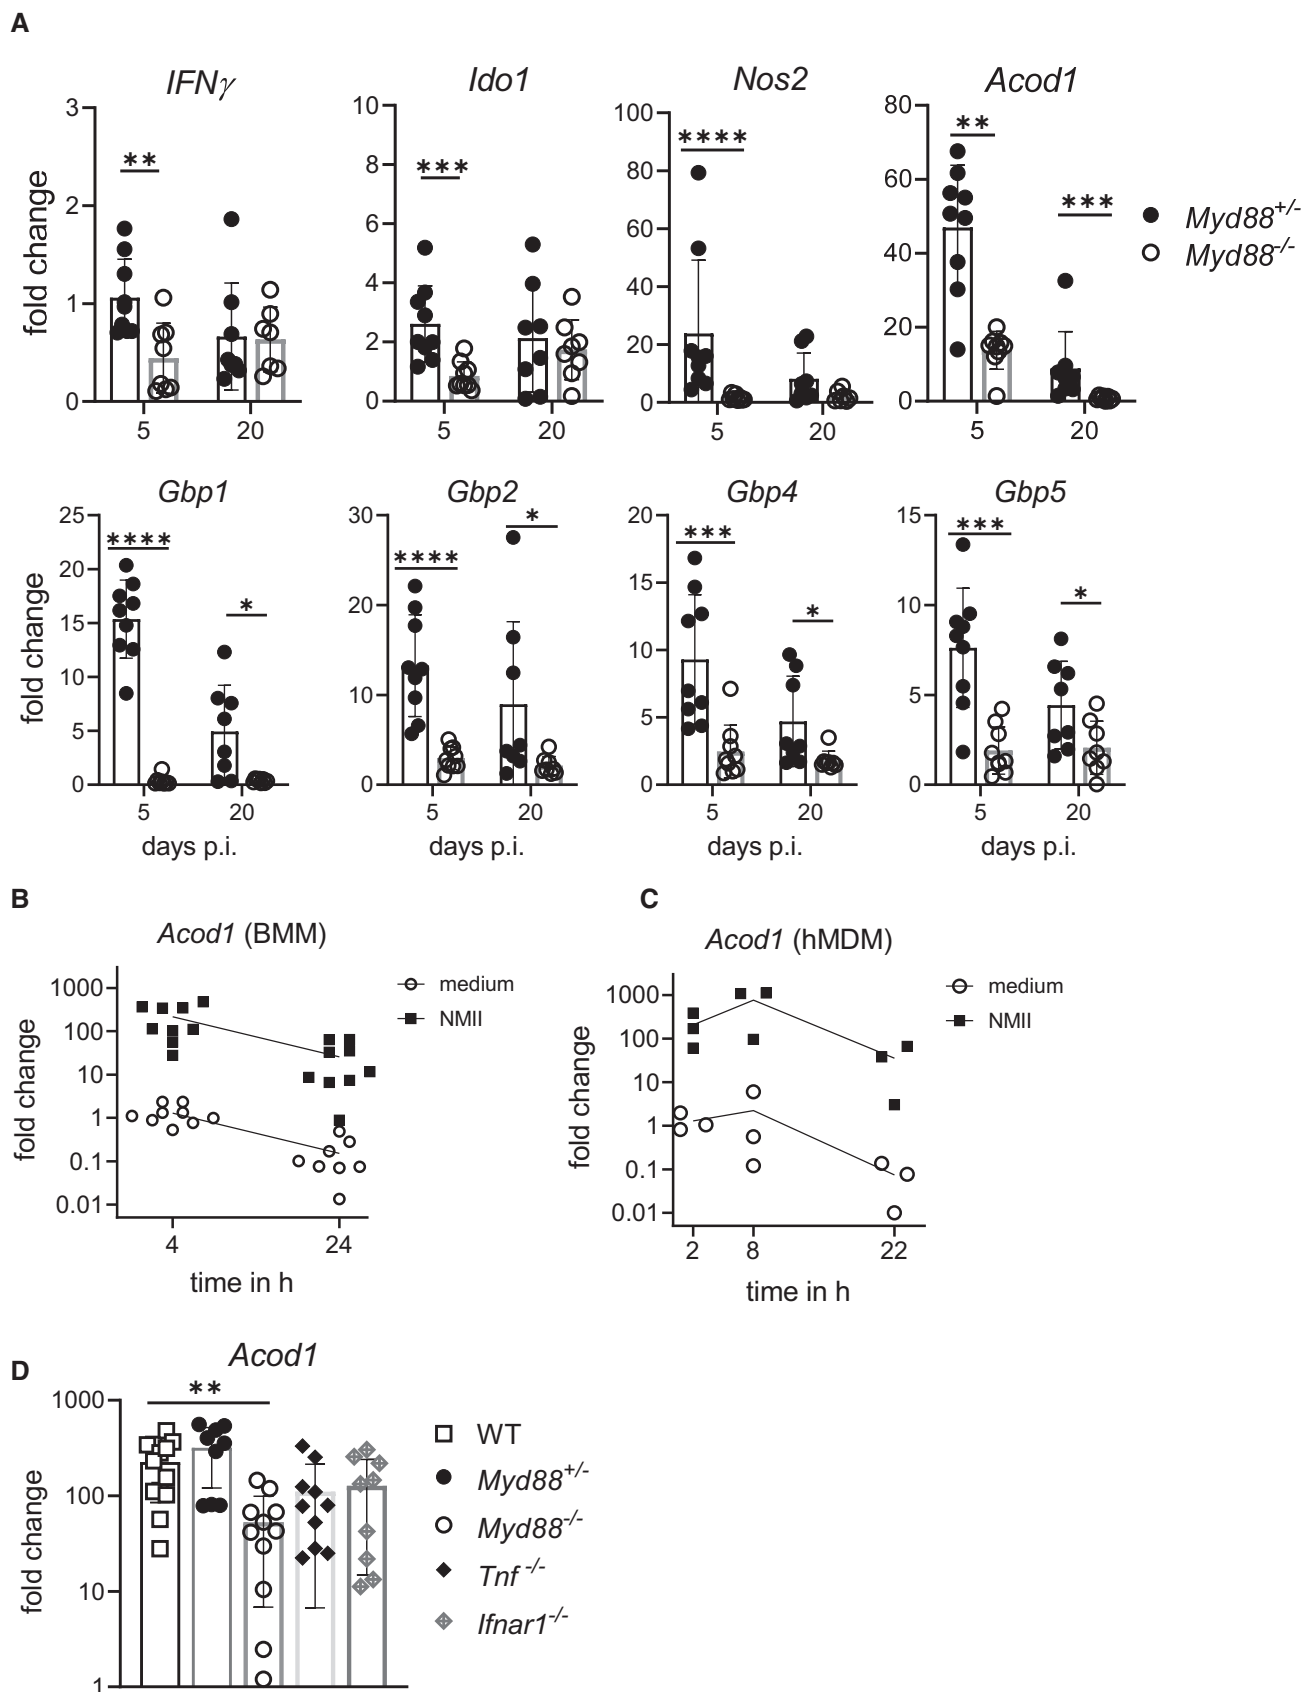 A
IFNγ
Ido1
Nos2
Acod1
fold change
3
2
1
0
**
5
20
10
8
6
4
2
0
***
5
20
100
80
60
40
20
0
****
5
20
80
60
40
20
0
**
***
5
20
Myd88+/-
Myd88-/-
Gbp1
Gbp2
Gbp4
Gbp5
fold change
25
20
15
10
5
0
****
*
5
20
days p.i.
30
20
10
0
****
*
5
20
days p.i.
20
15
10
5
0
***
*
5
20
days p.i.
15
10
5
0
***
*
5
20
days p.i.
B
Acod1 (BMM)
fold change
1000
100
10
1
0.1
0.01
4
24
time in h
medium
NMII
C
Acod1 (hMDM)
fold change
1000
100
10
1
0.1
0.01
2
8
22
time in h
medium
NMII
D
Acod1
fold change
1000
100
10
1
**
WT
Myd88+/-
Myd88-/-
Tnf -/-
Ifnar1-/-